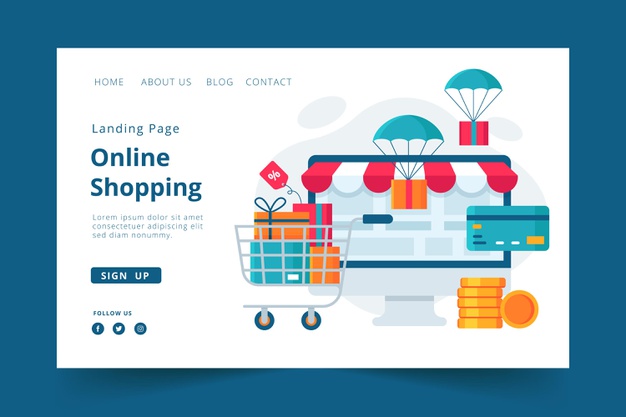 HOME ABOUT US BLOG CONTACT
Landing Page
Online
Shopping
Lorem ipsum dolor sit amet,
consectetuer adipiscing elit, sed
diam nonummy.
SIGN UP
FOLLOW US
%